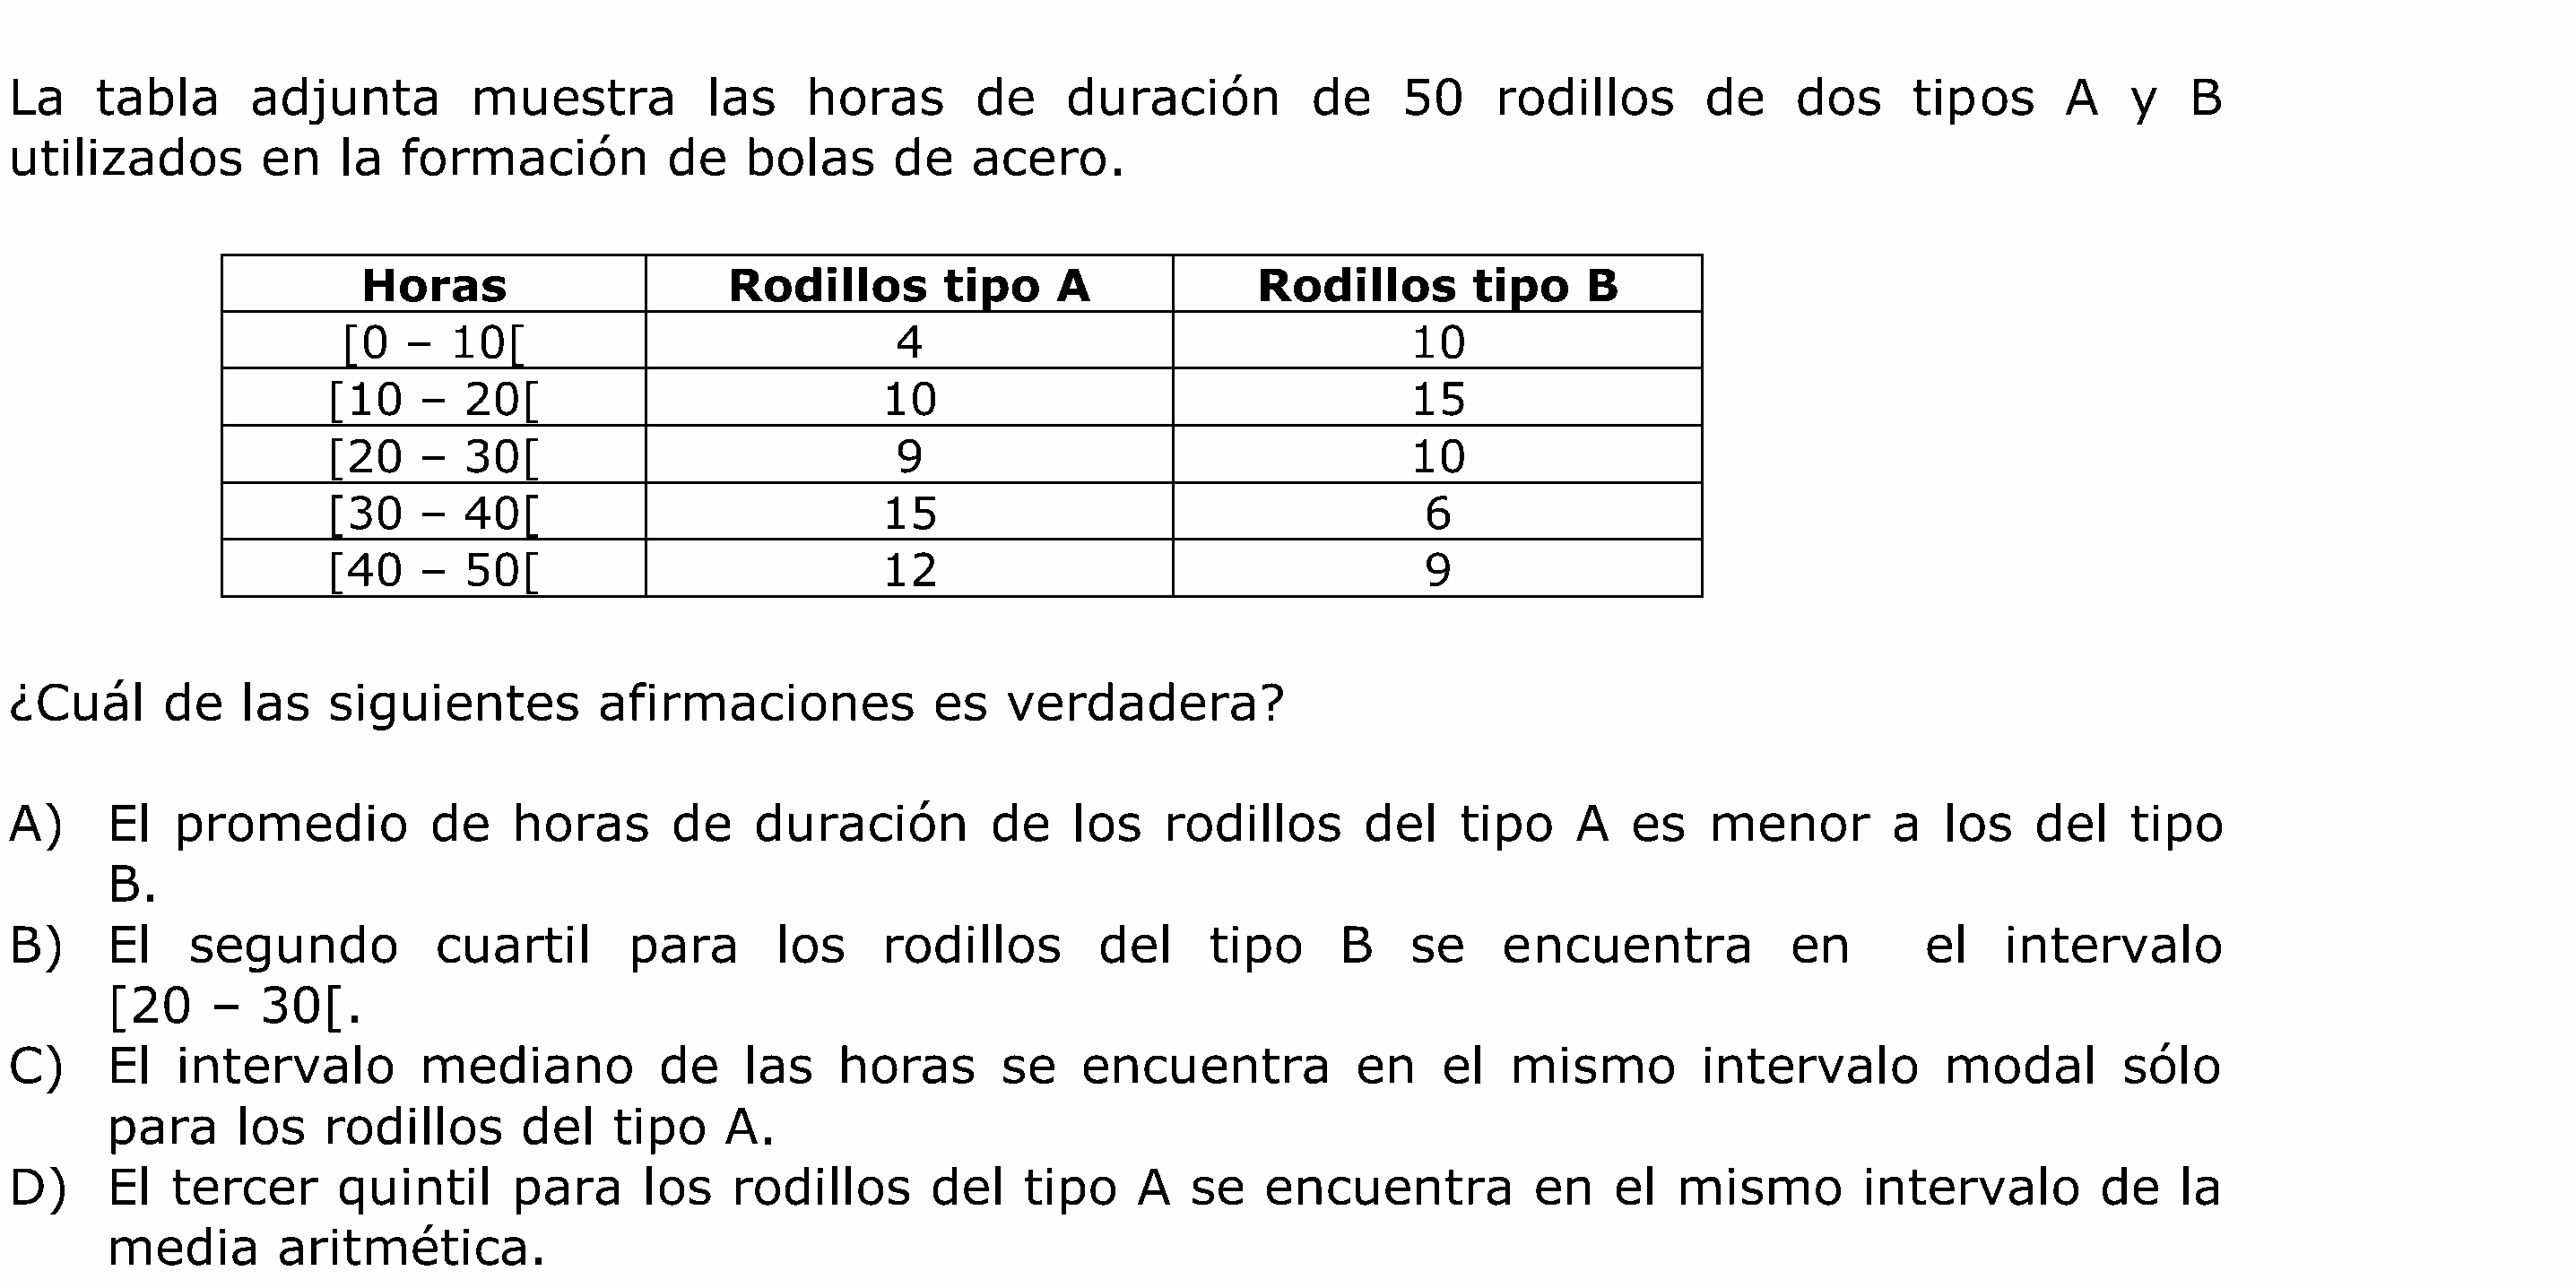 La tabla adjunta muestra las horas de duración de 50 rodillos de dos tipos A y B
utilizados en la formación de bolas de acero.
Horas Rodillos tipo A Rodillos tipo B
[0 – 10[ 4 10
[10 – 20[ 10 15
[20 – 30[ 9 10
[30 – 40[ 15 6
[40 – 50[ 12 9
¿Cuál de las siguientes afirmaciones es verdadera?
A) El promedio de horas de duración de los rodillos del tipo A es menor a los del tipo
B.
B) El segundo cuartil para los rodillos del tipo B se encuentra en el intervalo
[20 – 30[.
C) El intervalo mediano de las horas se encuentra en el mismo intervalo modal sólo
para los rodillos del tipo A.
D) El tercer quintil para los rodillos del tipo A se encuentra en el mismo intervalo de la
media aritmética.